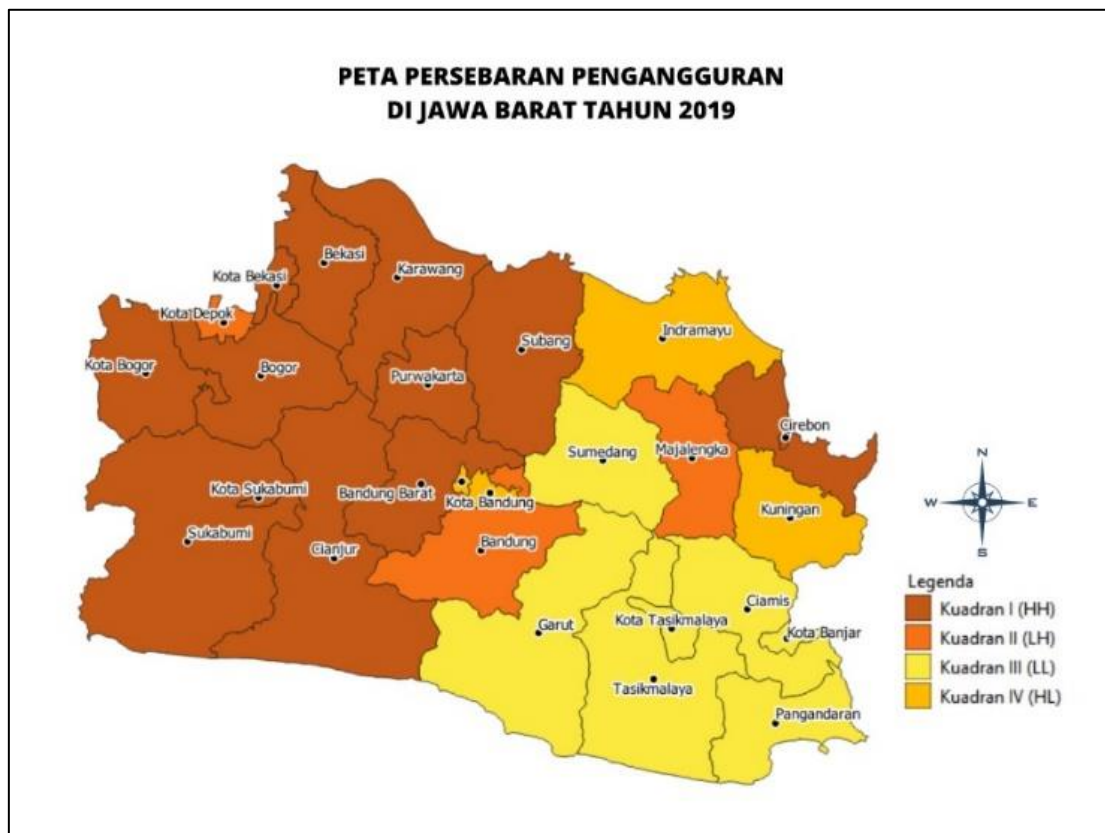 PETA PERSEBARAN PENGANGGURAN
DI JAWA BARAT TAHUN 2019
Bekasi
Kota Bekasi
Karawang
Kota Depok
Indramayu
Subang
Kota Bogor
Bogor
Purwakarta
Cirebon
Sumedang
Majalengka
Kota Sukabumi
Bandung Barat
Kota Bandung
Kuningan
Sukabumi
Cianjur
Bandung
Ciamis
Garut
Kota Tasikmalaya
Kota Banjar
Tasikmalaya
Pangandaran
N
W
E
S
Legenda
Kuadran I (HH)
Kuadran II (LH)
Kuadran III (LL)
Kuadran IV (HL)